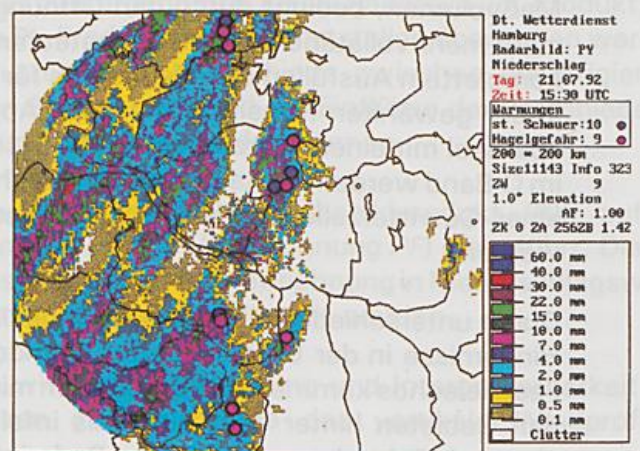 Dt. Wetterdienst
Hamburg
Radarbild: PY
Niederschlag
Tag: 21.07.92
Zeit: 15:30 UTC
Warnungen
st. Schauer:10
Hagelgefahr: 9
200 * 200 km
Size11143 Info 323
ZW 9
1.0° Elevation
AF: 1.00
ZK 0 ZA 256ZB 1.42
60.0 mm
40.0 mm
30.0 mm
22.0 mm
15.0 mm
10.0 mm
7.0 mm
4.0 mm
2.0 mm
1.0 mm
0.5 mm
0.1 mm
Clutter